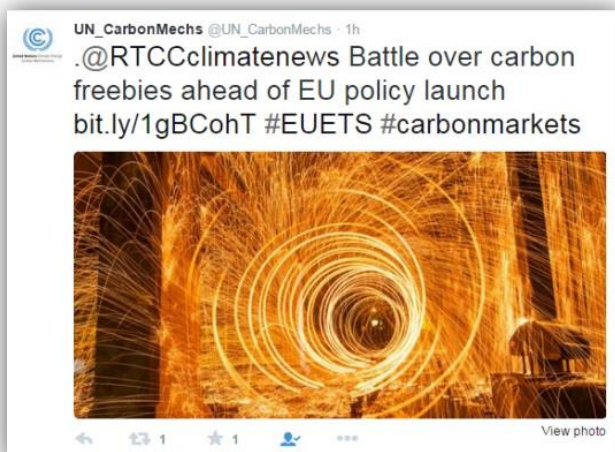 UN_CarbonMechs @UN_CarbonMechs · 1h
.@RTCCclimatenews Battle over carbon
freebies ahead of EU policy launch
bit.ly/1gBCohT #EUETS #carbonmarkets
1 1
View photo